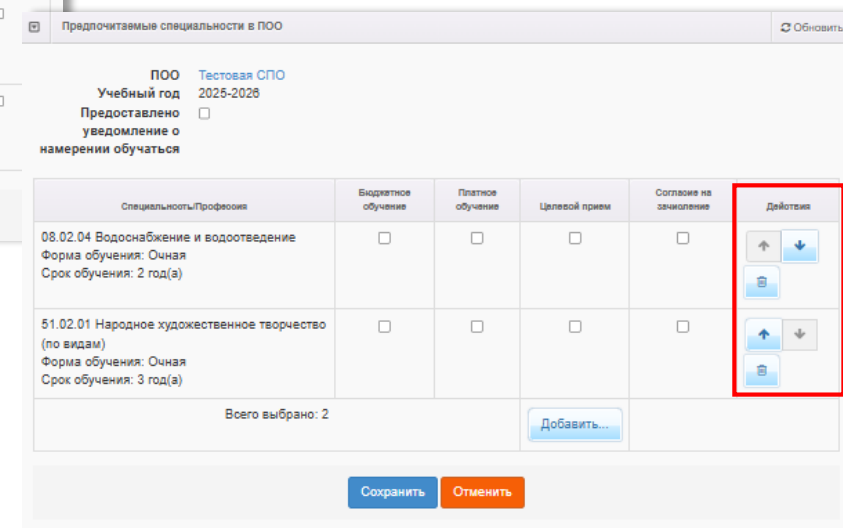 Предпочитаемые специальности в ПОО
Обновить
ПОО Тестовая СПО
Учебный год 2025-2026
Предоставлено
уведомление о
намерении обучаться
Специальность/Профессия
Бюджетное
обучение
Платное
обучение
Целевой прием
Согласие на
зачисление
Действия
08.02.04 Водоснабжение и водоотведение
Форма обучения: Очная
Срок обучения: 2 год(а)
51.02.01 Народное художественное творчество
(по видам)
Форма обучения: Очная
Срок обучения: 3 год(а)
Всего выбрано: 2
Добавить...
Сохранить
Отменить